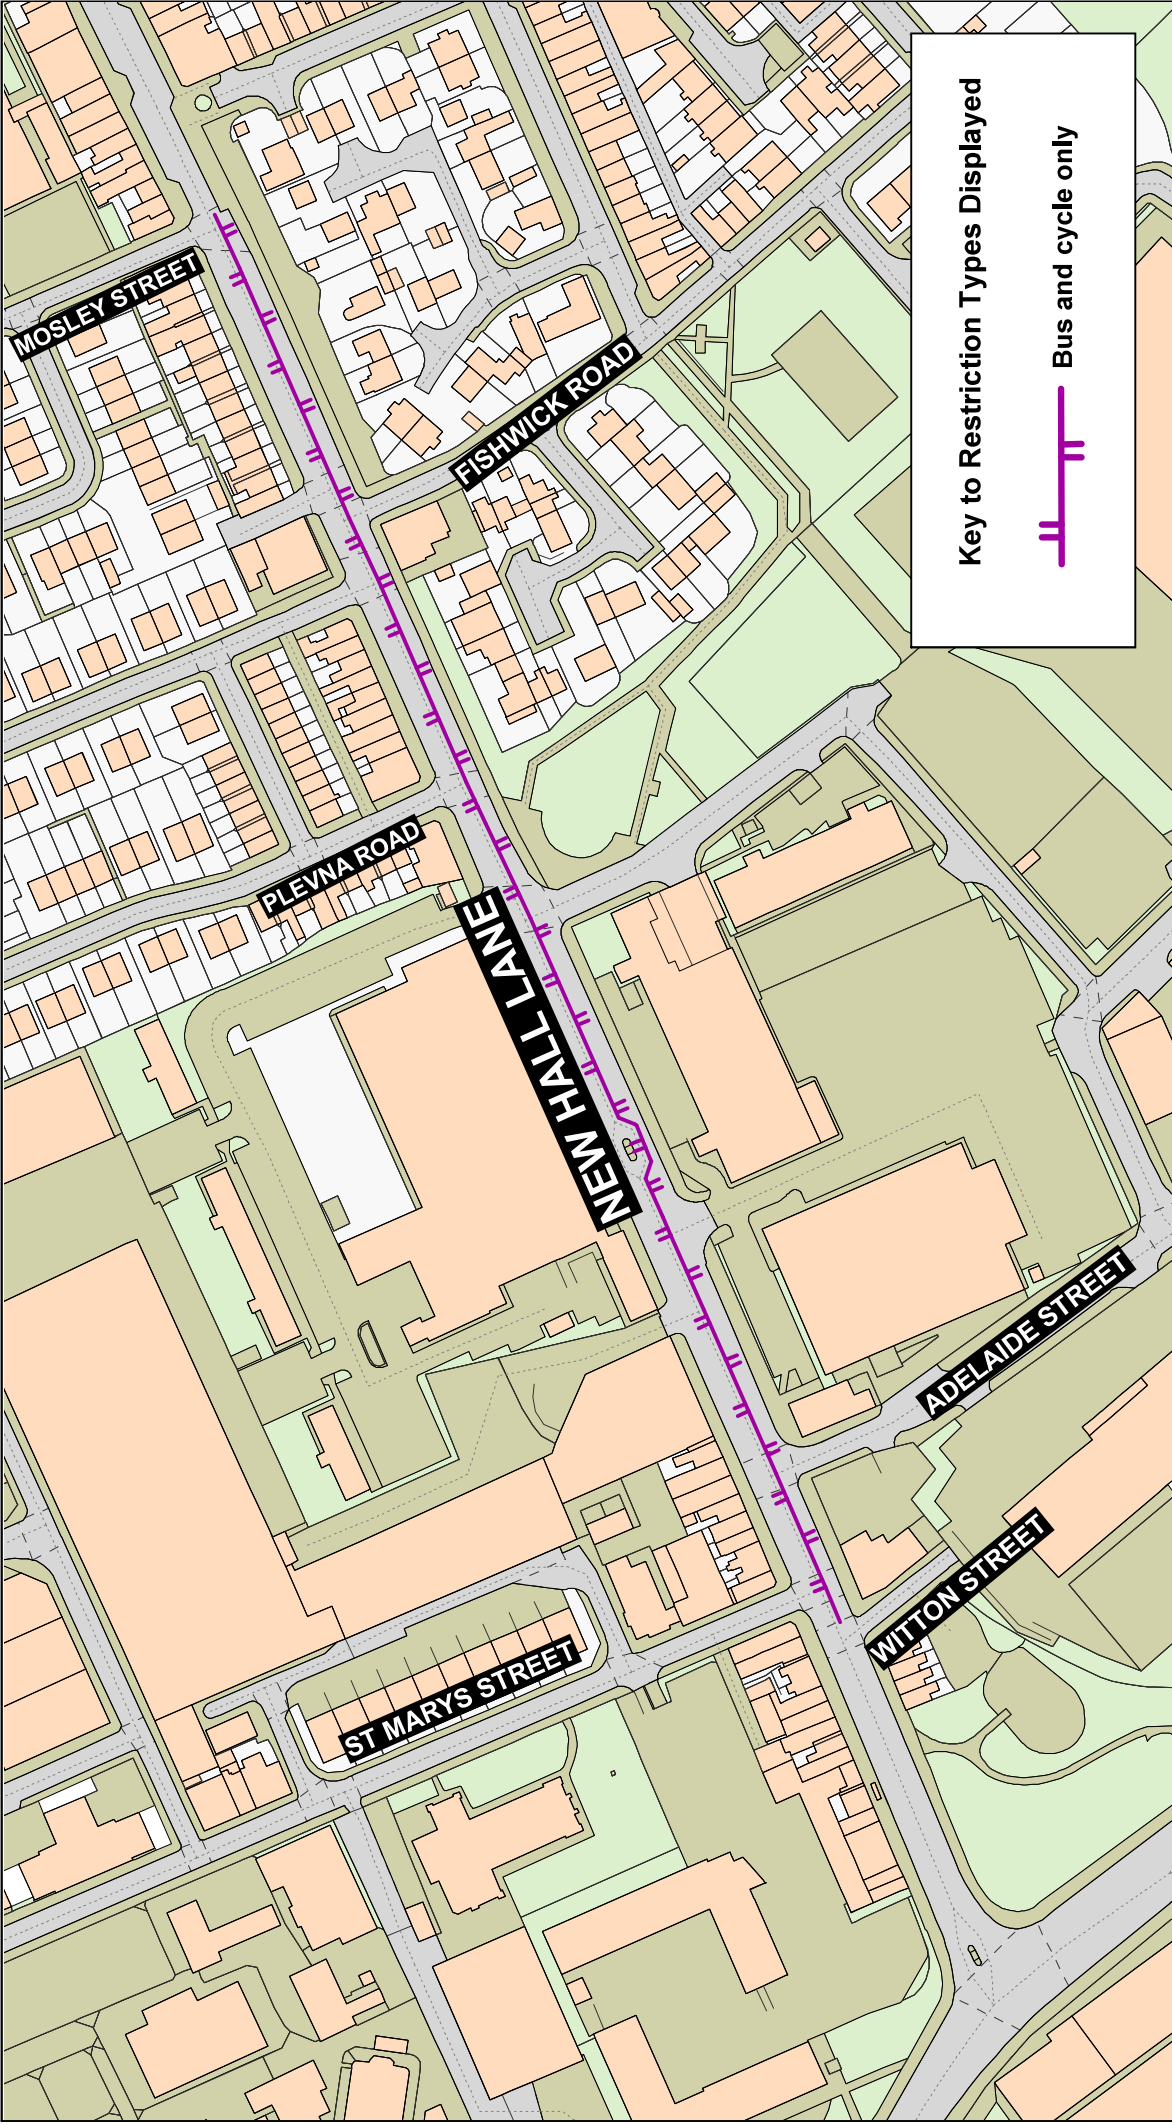 Key to Restriction Types Displayed
Bus and cycle only
MOSLEY STREET
FISHWICK ROAD
PLEVNA ROAD
NEW HALL LANE
ADELAIDE STREET
WITTON STREET
ST MARYS STREET